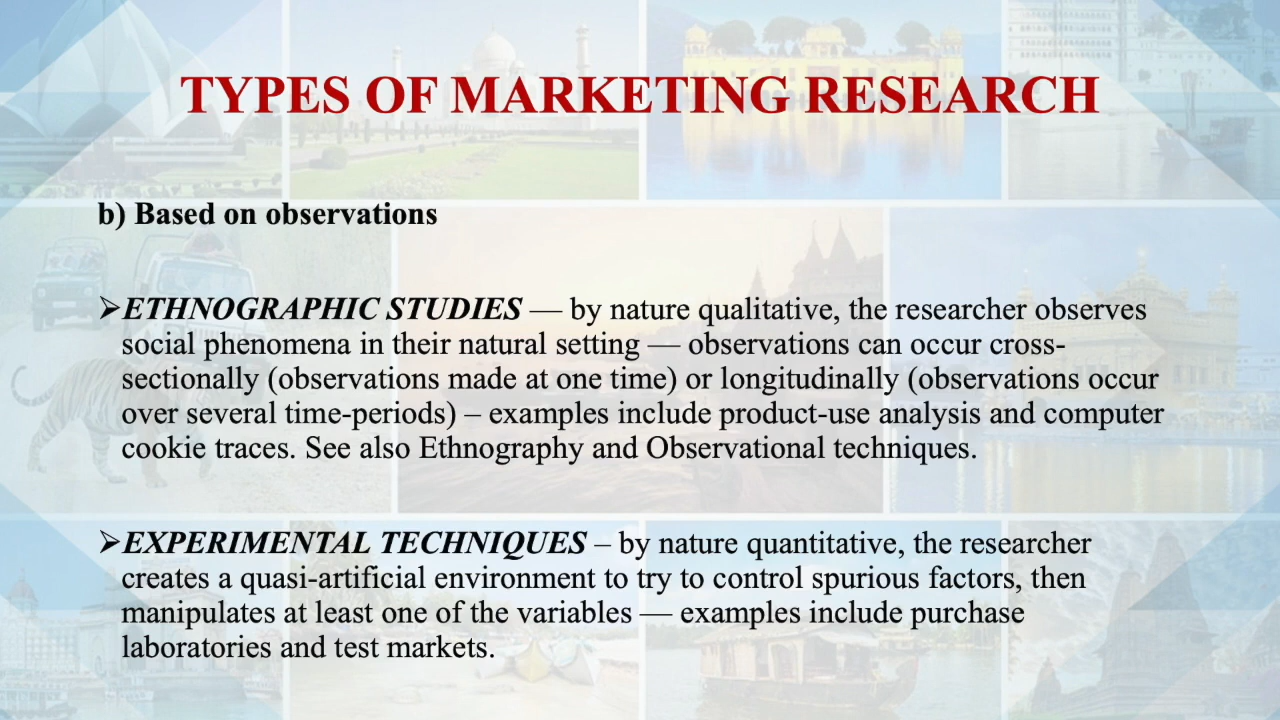 TYPES OF MARKETING RESEARCH
b) Based on observations
➢ETHNOGRAPHIC STUDIES — by nature qualitative, the researcher observes
social phenomena in their natural setting — observations can occur cross-
sectionally (observations made at one time) or longitudinally (observations occur
over several time-periods) – examples include product-use analysis and computer
cookie traces. See also Ethnography and Observational techniques.
➢EXPERIMENTAL TECHNIQUES – by nature quantitative, the researcher
creates a quasi-artificial environment to try to control spurious factors, then
manipulates at least one of the variables — examples include purchase
laboratories and test markets.